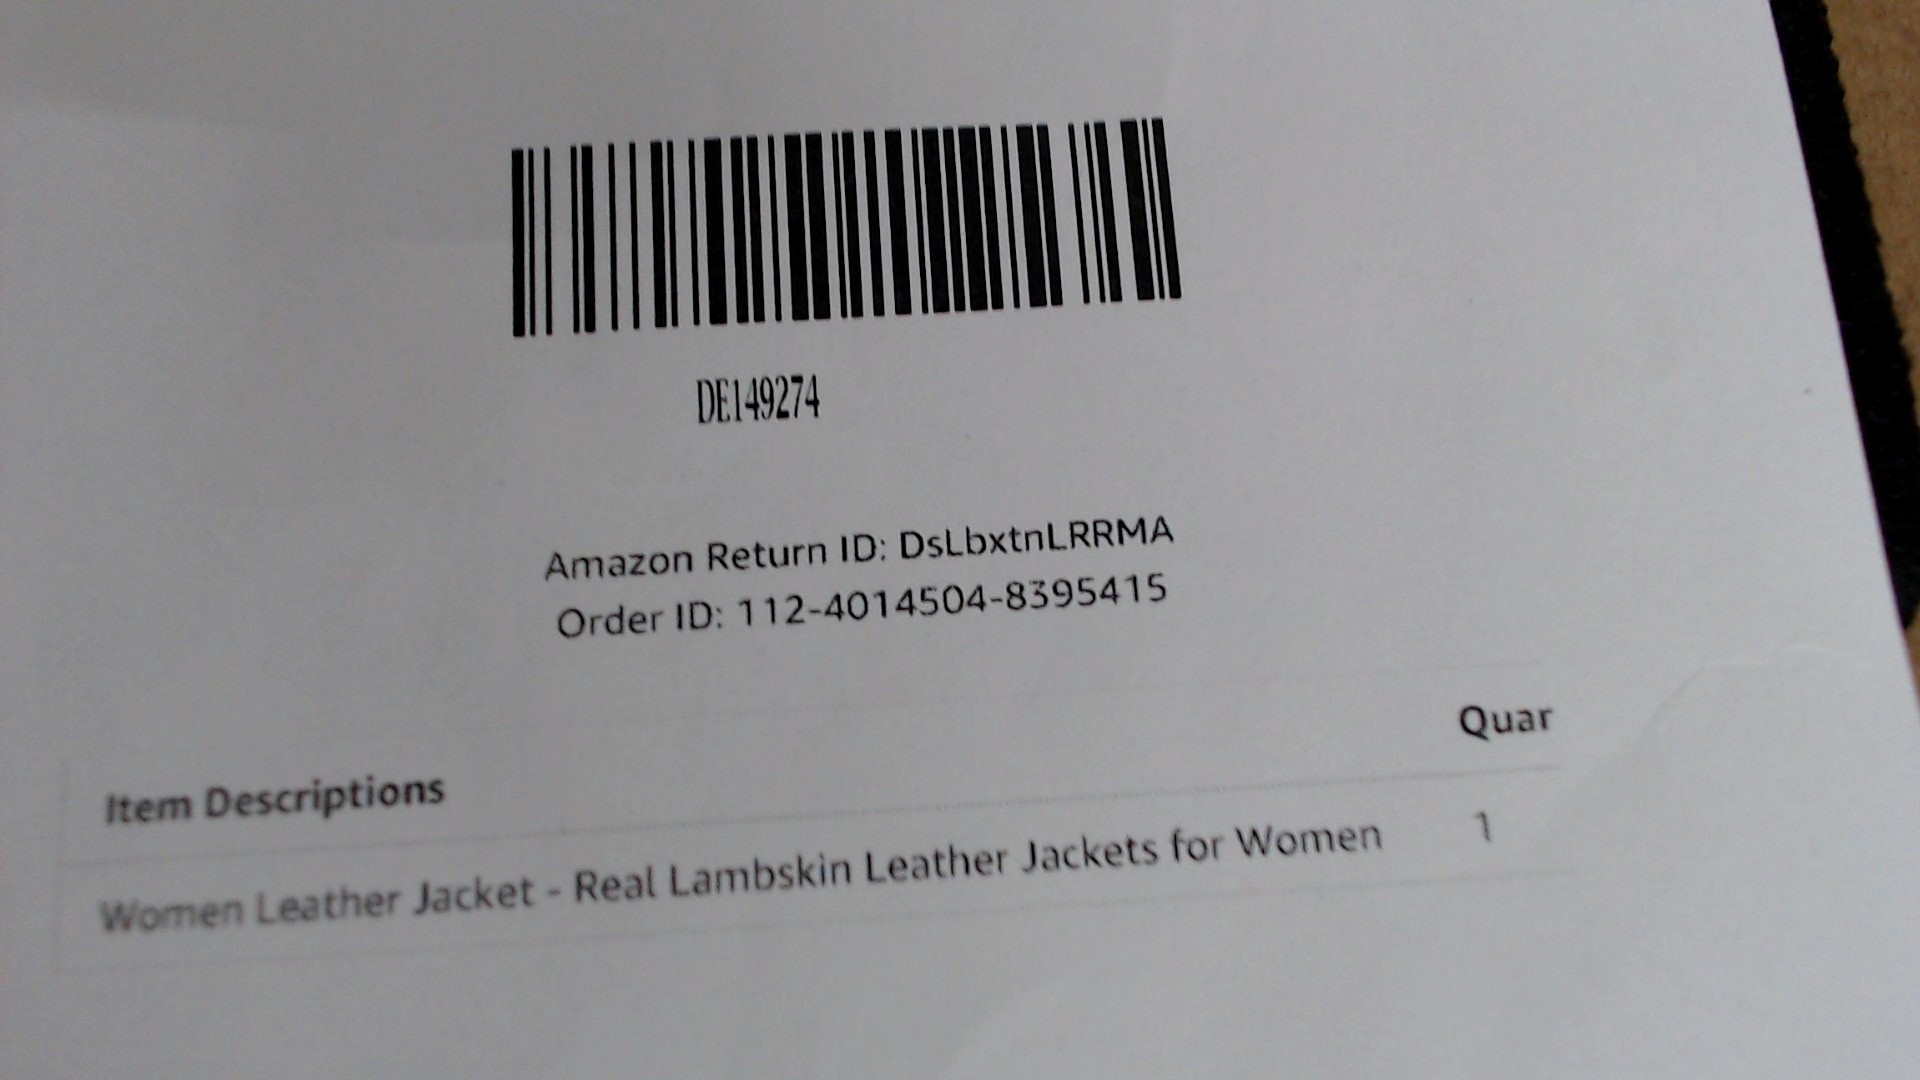 DE149274
Amazon Return ID: DsLbxtnLRRMA
Order ID: 112-4014504-8395415
Item Descriptions Quar
Women Leather Jacket - Real Lambskin Leather Jackets for Women 1